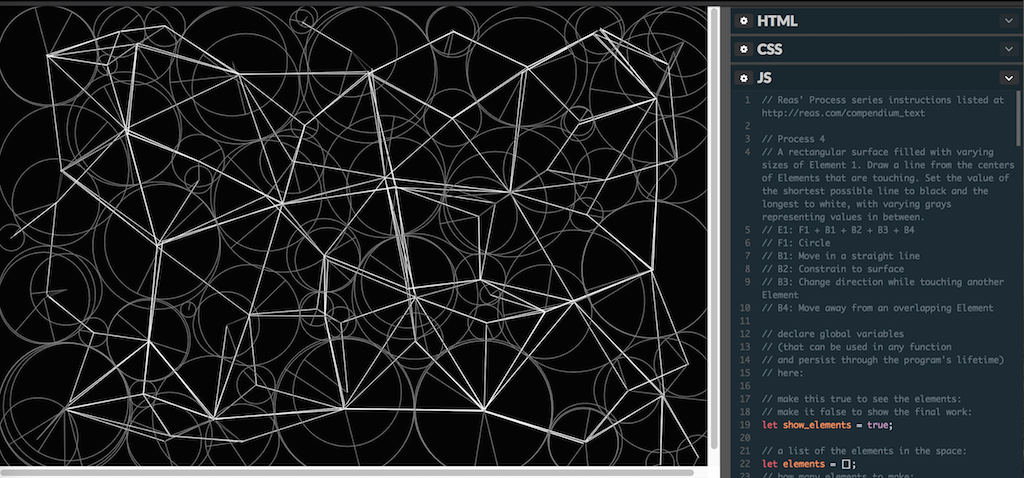 HTML
CSS
JS
1 // Reas' Process series instructions listed at
http://reas.com/compendium_text
2
3 // Process 4
4 // A rectangular surface filled with varying
sizes of Element 1. Draw a line from the centers
of Elements that are touching. Set the value of
the shortest possible line to black and the
longest to white, with varying grays
representing values in between.
5 // E1: F1 + B1 + B2 + B3 + B4
6 // F1: Circle
7 // B1: Move in a straight line
8 // B2: Constrain to surface
9 // B3: Change direction while touching another
Element
10 // B4: Move away from an overlapping Element
11
12 // declare global variables
13 // (that can be used in any function
14 // and persist through the program's lifetime)
15 // here:
16
17 // make this true to see the elements:
18 // make it false to show the final work:
19 let show_elements = true;
20
21 // a list of the elements in the space:
22 let elements = [];
23 // how many elements to make: